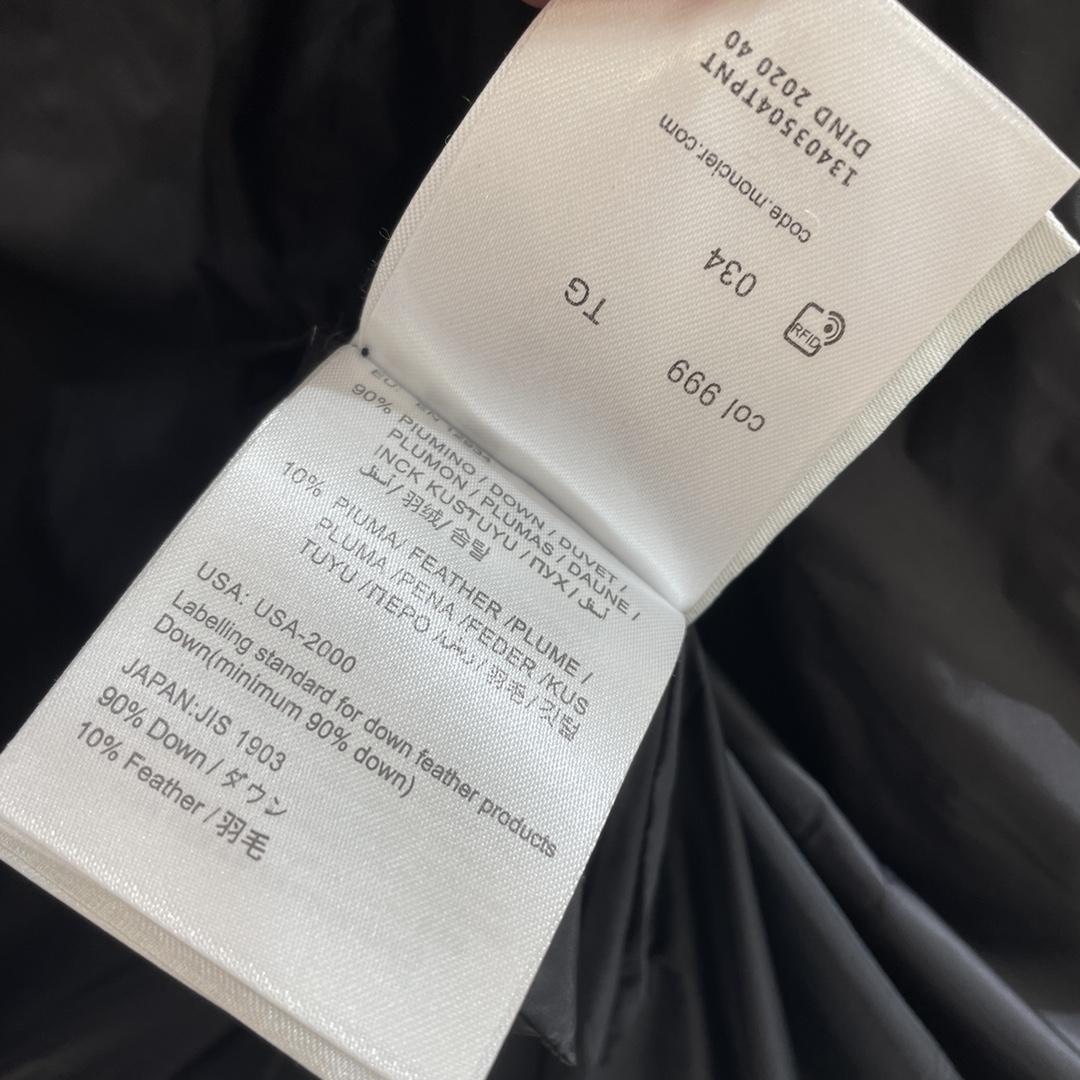 13403504TPNT
DIND 2020 40
code.moncler.com
034
RFID
TG
col 999
90% PIUMINO / DOWN / DUVET /
PLUMON / PLUMAS / DAUNE /
INCK KUSTUYU / ПУХ /
/ 羽绒 / 솜털
10% PIUMA/ FEATHER /PLUME /
PLUMA /PENA /FEDER /KUS
TUYU /ПЕРО / / 羽毛 / 깃털
USA: USA-2000
Labelling standard for down feather products
Down(minimum 90% down)
JAPAN:JIS 1903
90% Down / ダウン
10% Feather / 羽毛